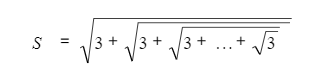 S = √(3 + √(3 + √(3 + ... + √3)))